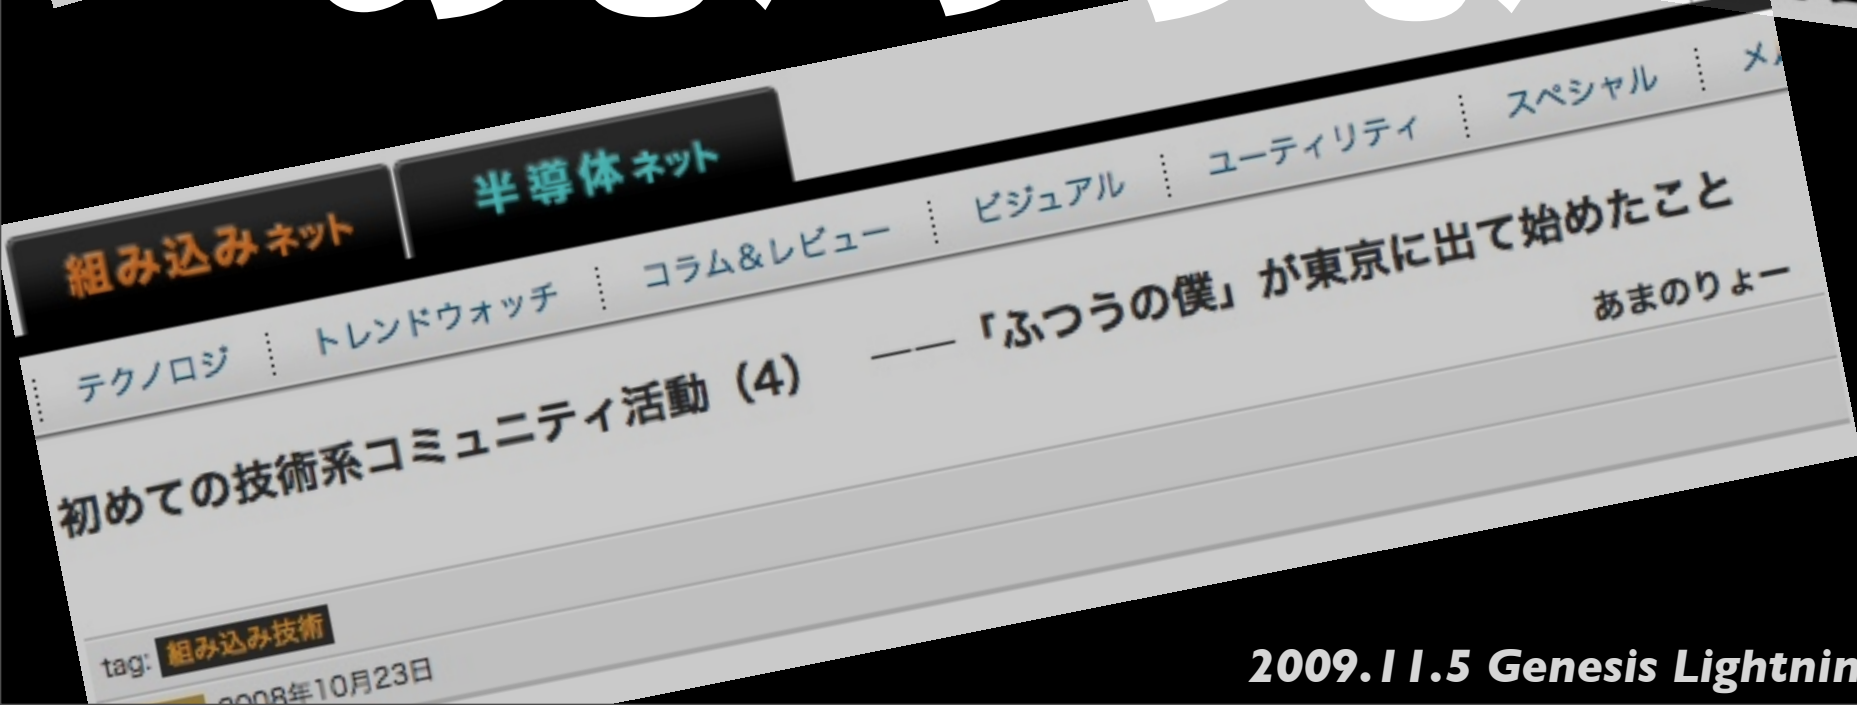 組み込みネット 半導体ネット
テクノロジ トレンドウォッチ コラム&レビュー ビジュアル ユーティリティ スペシャル
初めての技術系コミュニティ活動（4） ――「ふつうの僕」が東京に出て始めたこと
あまのりょー
tag: 組み込み技術
2008年10月23日
2009.11.5 Genesis Lightnin